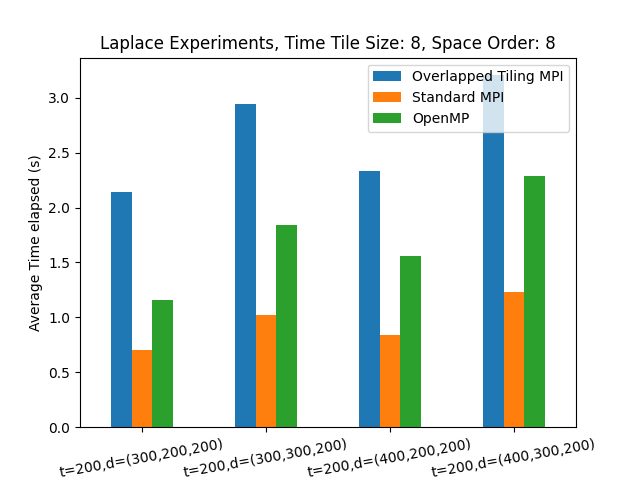 Laplace Experiments, Time Tile Size: 8, Space Order: 8
Overlapped Tiling MPI
Standard MPI
OpenMP
Average Time elapsed (s)
3.0
2.5
2.0
1.5
1.0
0.5
0.0
t=200,d=(300,200,200)
t=200,d=(300,300,200)
t=200,d=(400,200,200)
t=200,d=(400,300,200)